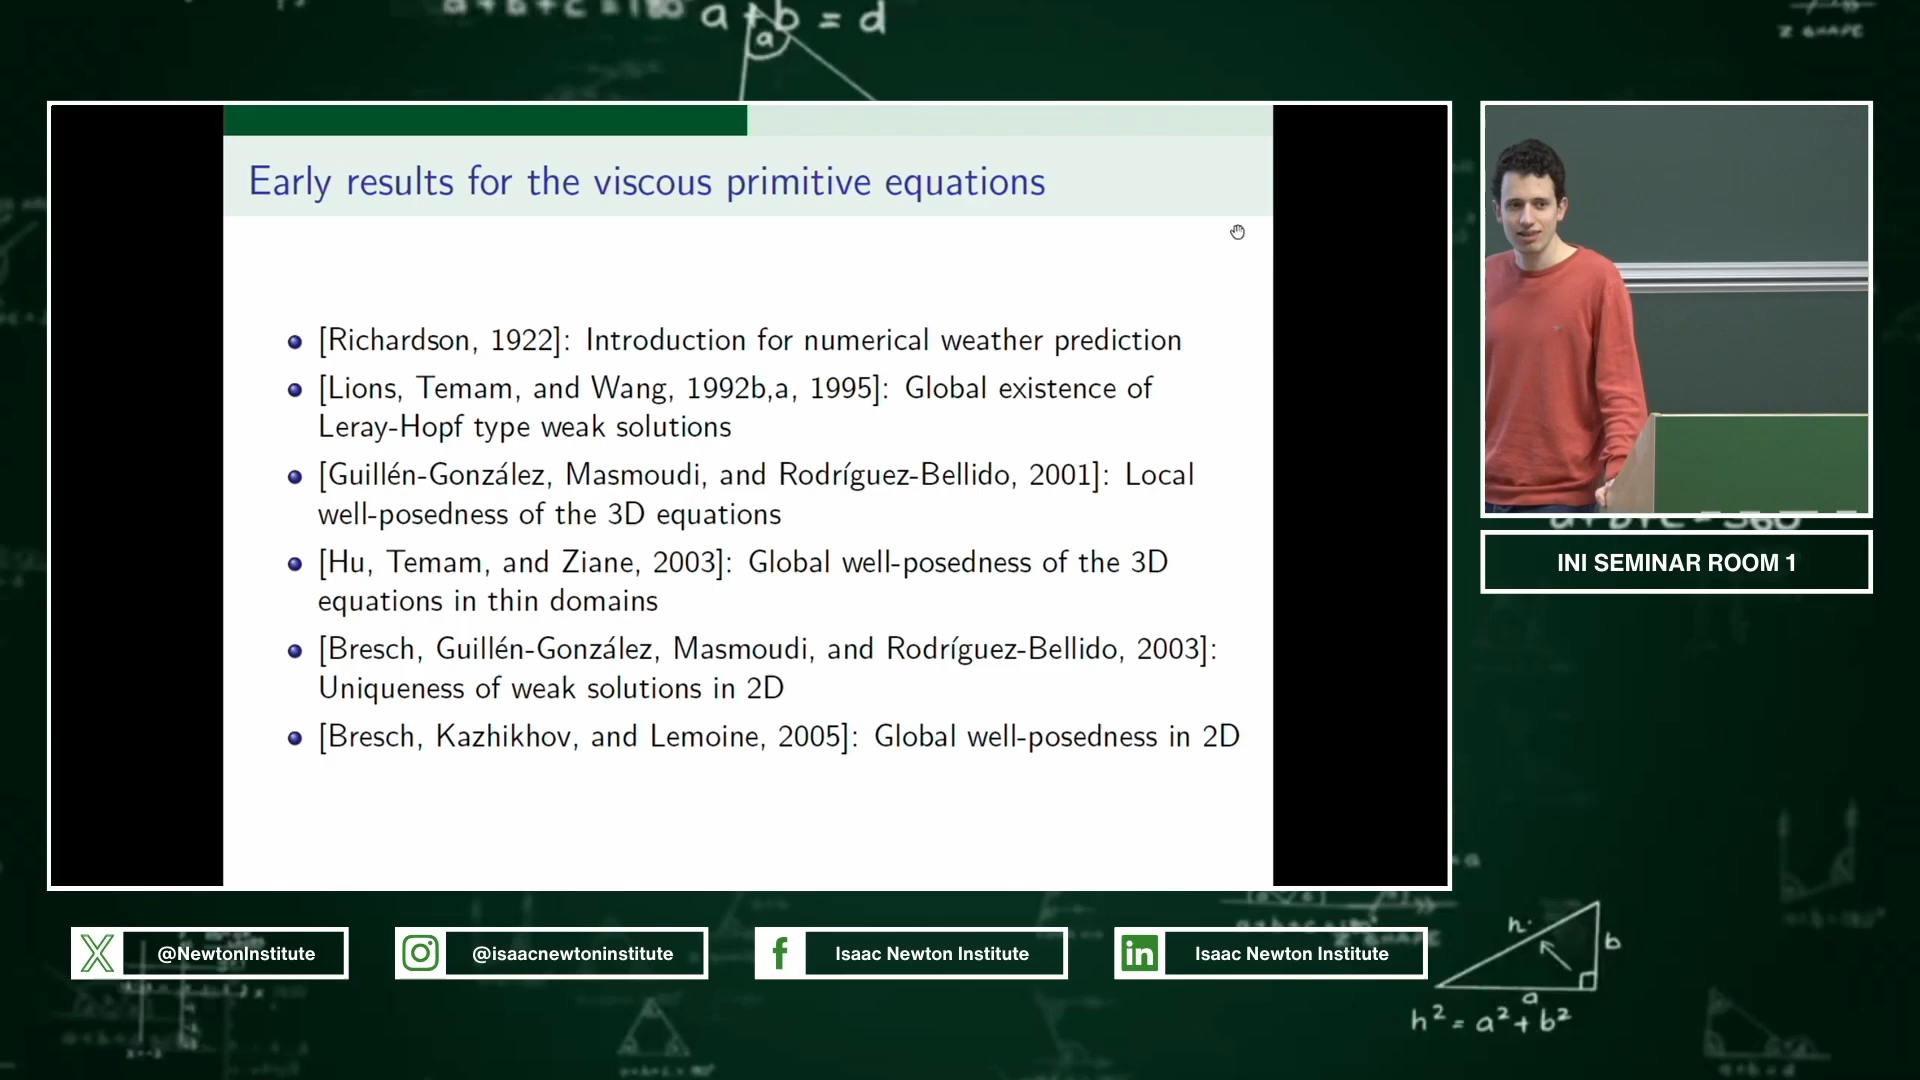 a + b = d
a
Z SHAPE
Early results for the viscous primitive equations
[Richardson, 1922]: Introduction for numerical weather prediction
[Lions, Temam, and Wang, 1992b,a, 1995]: Global existence of
Leray-Hopf type weak solutions
[Guillén-González, Masmoudi, and Rodríguez-Bellido, 2001]: Local
well-posedness of the 3D equations
[Hu, Temam, and Ziane, 2003]: Global well-posedness of the 3D
equations in thin domains
[Bresch, Guillén-González, Masmoudi, and Rodríguez-Bellido, 2003]:
Uniqueness of weak solutions in 2D
[Bresch, Kazhikhov, and Lemoine, 2005]: Global well-posedness in 2D
INI SEMINAR ROOM 1
@NewtonInstitute
@isaacnewtoninstitute
Isaac Newton Institute
Isaac Newton Institute
h
b
a
h² = a² + b²